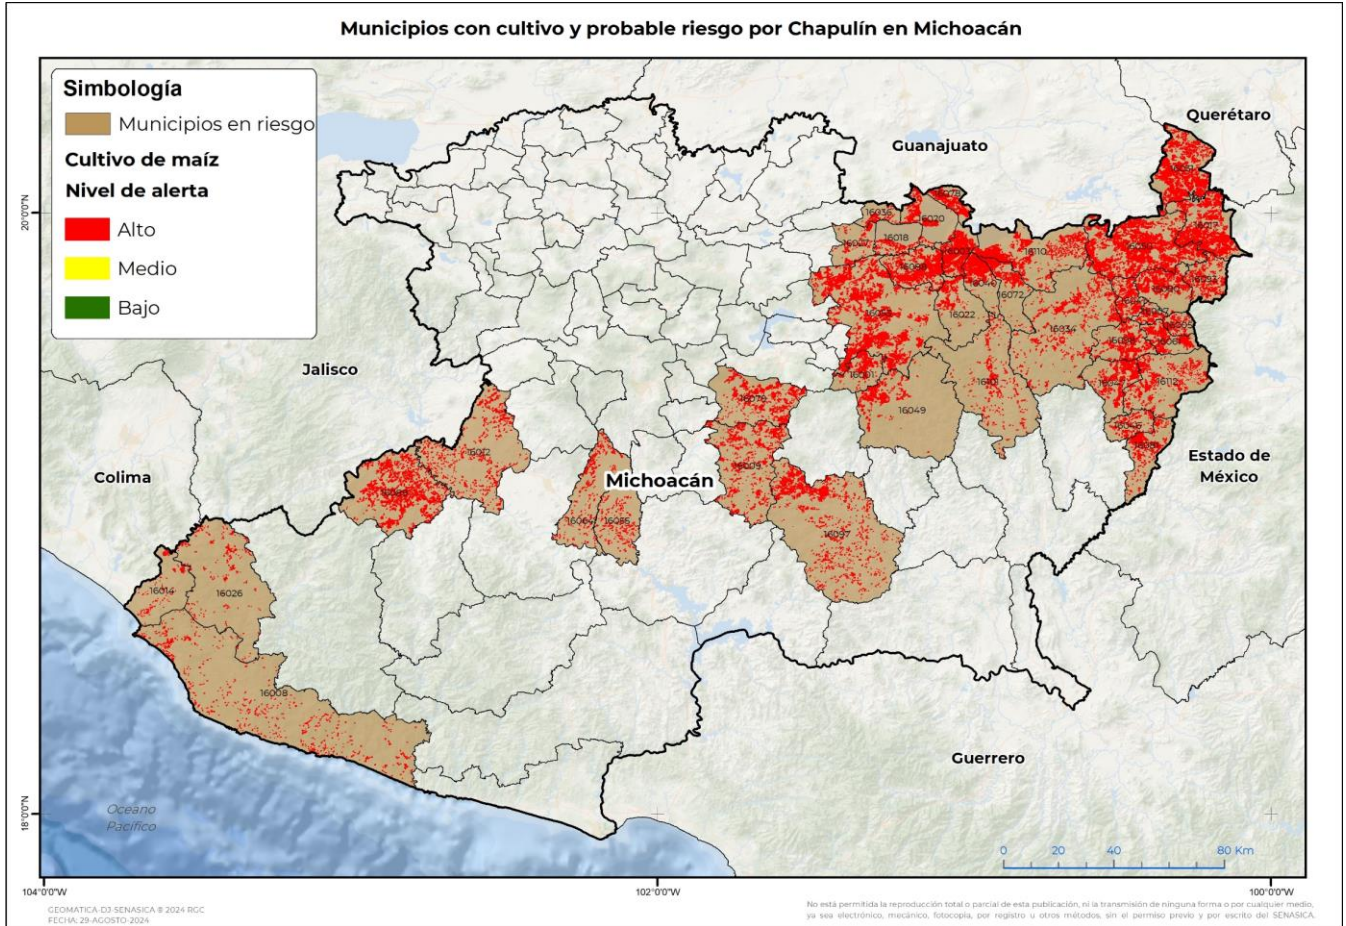 Municipios con cultivo y probable riesgo por Chapulín en Michoacán
Simbología
Municipios en riesgo
Cultivo de maíz
Nivel de alerta
Alto
Medio
Bajo
Querétaro
Guanajuato
Jalisco
Colima
Michoacán
Estado de
México
Guerrero
Oceano
Pacífico
16036
16020
16018
16110
16072
16022
16034
16101
16049
16112
16079
16009
16097
16012
16014
16026
16008
20°0'0"N
18°0'0"N
104°0'0"W
102°0'0"W
100°0'0"W
0 20 40 80 Km
GEOMATICA-DJ-SENASICA ® 2024 RGC
FECHA: 29-AGOSTO-2024
No está permitida la reproducción total o parcial de esta publicación, ni la transmisión de ninguna forma o por cualquier medio,
ya sea electrónico, mecánico, fotocopia, por registro u otros métodos, sin el permiso previo y por escrito del SENASICA.